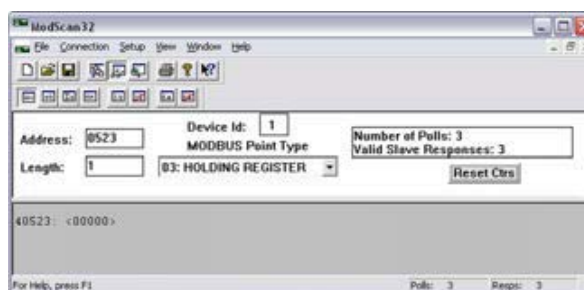 ModScan32
File Connection Setup View Window Help
Address: 0523
Device Id: 1
MODBUS Point Type
Length: 1
03: HOLDING REGISTER
Number of Polls: 3
Valid Slave Responses: 3
Reset Ctrs
40523: <00000>
For Help, press F1
Polls: 3
Resps: 3